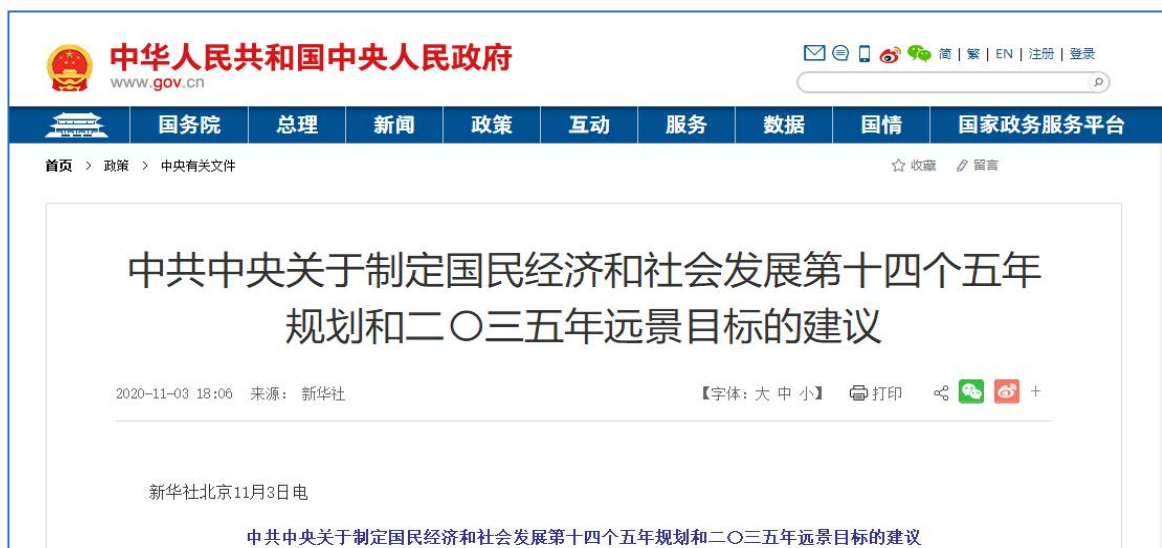 中华人民共和国中央人民政府
www.gov.cn
简 | 繁 | EN | 注册 | 登录
国务院 总理 新闻 政策 互动 服务 数据 国情 国家政务服务平台
首页 > 政策 > 中央有关文件
收藏 留言
中共中央关于制定国民经济和社会发展第十四个五年
规划和二〇三五年远景目标的建议
2020-11-03 18:06 来源： 新华社
【字体：大 中 小】 打印 +
新华社北京11月3日电
中共中央关于制定国民经济和社会发展第十四个五年规划和二〇三五年远景目标的建议